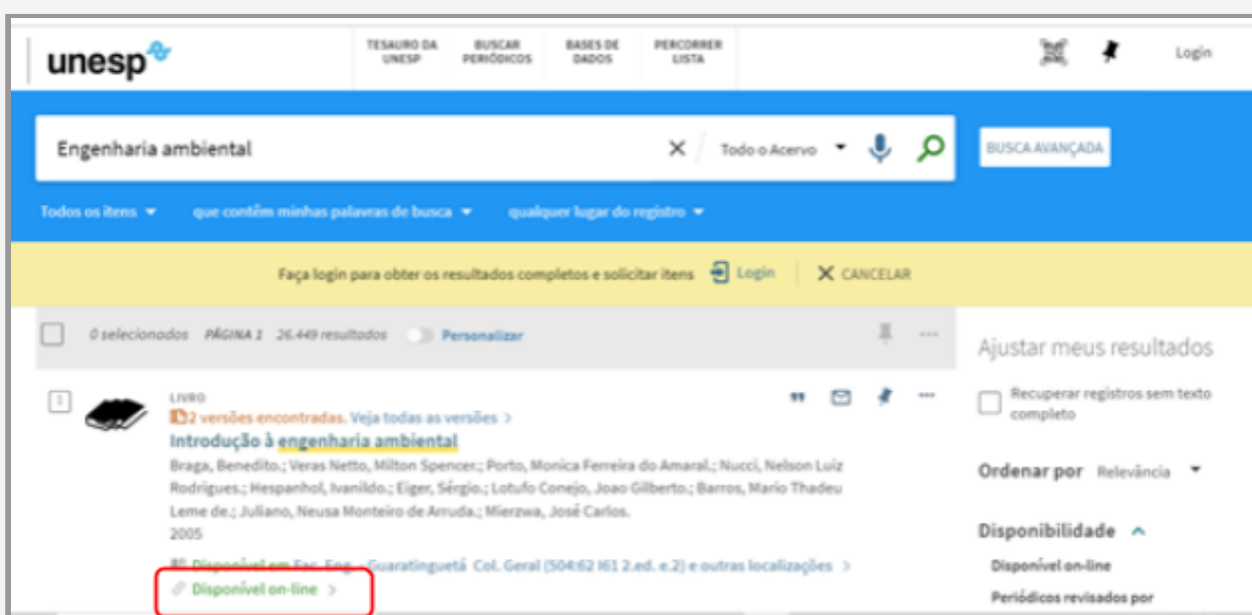 unesp
TESAURO DA UNESP
BUSCAR PERIÓDICOS
BASES DE DADOS
PERCORRER LISTA
Login
Engenharia ambiental
Todo o Acervo
BUSCA AVANÇADA
Todos os itens
que contêm minhas palavras de busca
qualquer lugar do registro
Faça login para obter os resultados completos e solicitar itens Login CANCELAR
0 selecionados PÁGINA 1 26.449 resultados Personalizar
Ajustar meus resultados
Recuperar registros sem texto
completo
Ordenar por Relevância
Disponibilidade
Disponível on-line
Periódicos revisados por
1
LIVRO
2 versões encontradas. Veja todas as versões >
Introdução à engenharia ambiental
Braga, Benedito.; Veras Netto, Milton Spencer.; Porto, Monica Ferreira do Amaral.; Nucci, Nelson Luiz
Rodrigues.; Hespanhol, Ivanildo.; Eiger, Sérgio.; Lotufo Conejo, Joao Gilberto.; Barros, Mario Thadeu
Leme de.; Juliano, Neusa Monteiro de Arruda.; Mierzwa, José Carlos.
2005
Disponível em Fac. Eng. - Guaratinguetá Col. Geral (504:62 I61 2.ed. e.2) e outras localizações >
Disponível on-line >